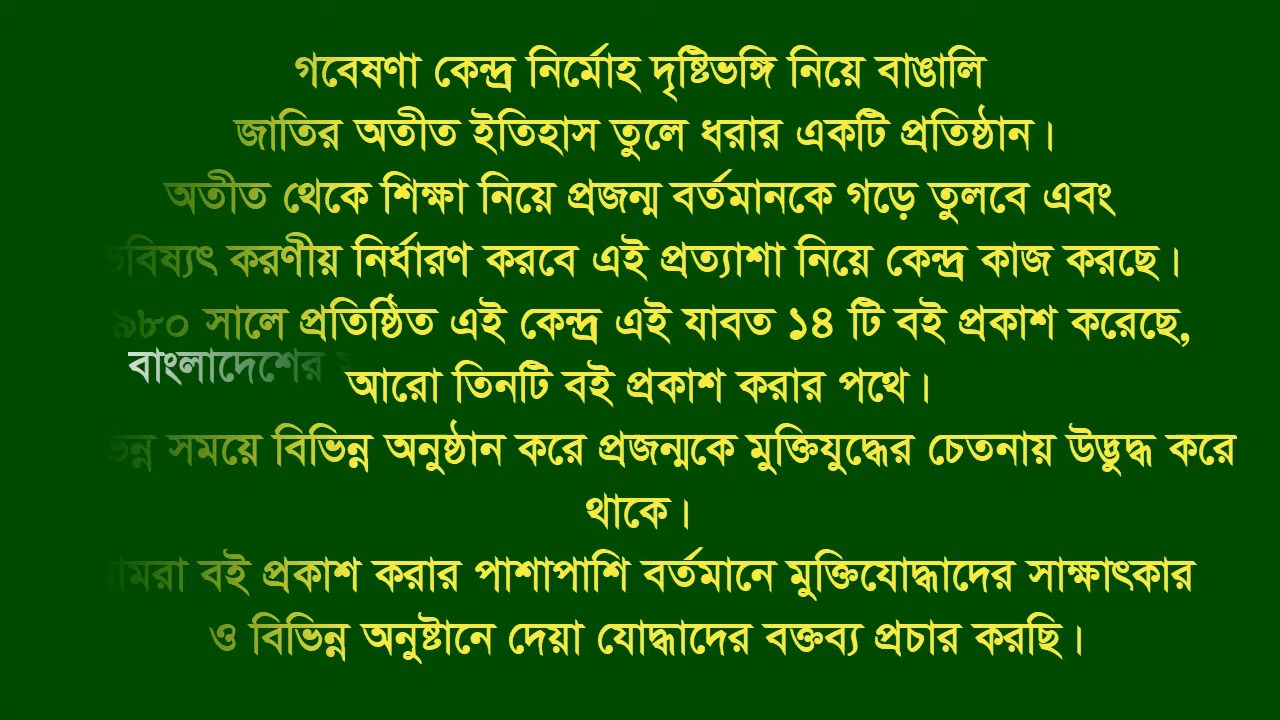 গবেষণা কেন্দ্র নির্মোহ দৃষ্টিভঙ্গি নিয়ে বাঙালি
জাতির অতীত ইতিহাস তুলে ধরার একটি প্রতিষ্ঠান।
অতীত থেকে শিক্ষা নিয়ে প্রজন্ম বর্তমানকে গড়ে তুলবে এবং
ভবিষ্যৎ করণীয় নির্ধারণ করবে এই প্রত্যাশা নিয়ে কেন্দ্র কাজ করছে।
১৯৮০ সালে প্রতিষ্ঠিত এই কেন্দ্র এই যাবত ১৪ টি বই প্রকাশ করেছে,
বাংলাদেশের
আরো তিনটি বই প্রকাশ করার পথে।
সময়ে বিভিন্ন অনুষ্ঠান করে প্রজন্মকে মুক্তিযুদ্ধের চেতনায় উদ্ভুদ্ধ করে
থাকে।
আমরা বই প্রকাশ করার পাশাপাশি বর্তমানে মুক্তিযোদ্ধাদের সাক্ষাৎকার
ও বিভিন্ন অনুষ্টানে দেয়া যোদ্ধাদের বক্তব্য প্রচার করছি।